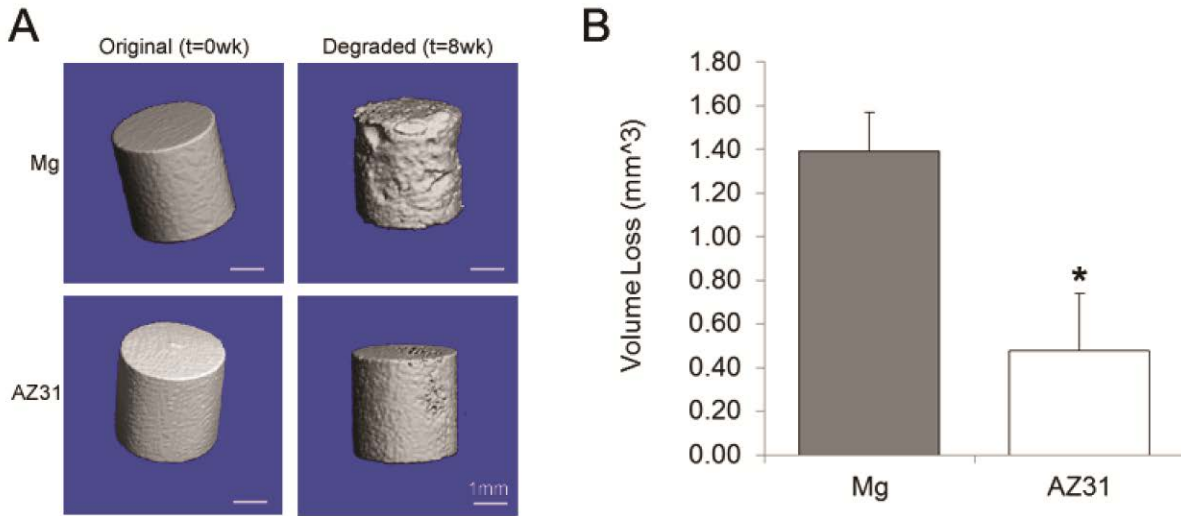 A
Original (t=0wk)
Degraded (t=8wk)
Mg
AZ31
1mm
B
Volume Loss (mm^3)
1.80
1.60
1.40
1.20
1.00
0.80
0.60
0.40
0.20
0.00
*
Mg
AZ31